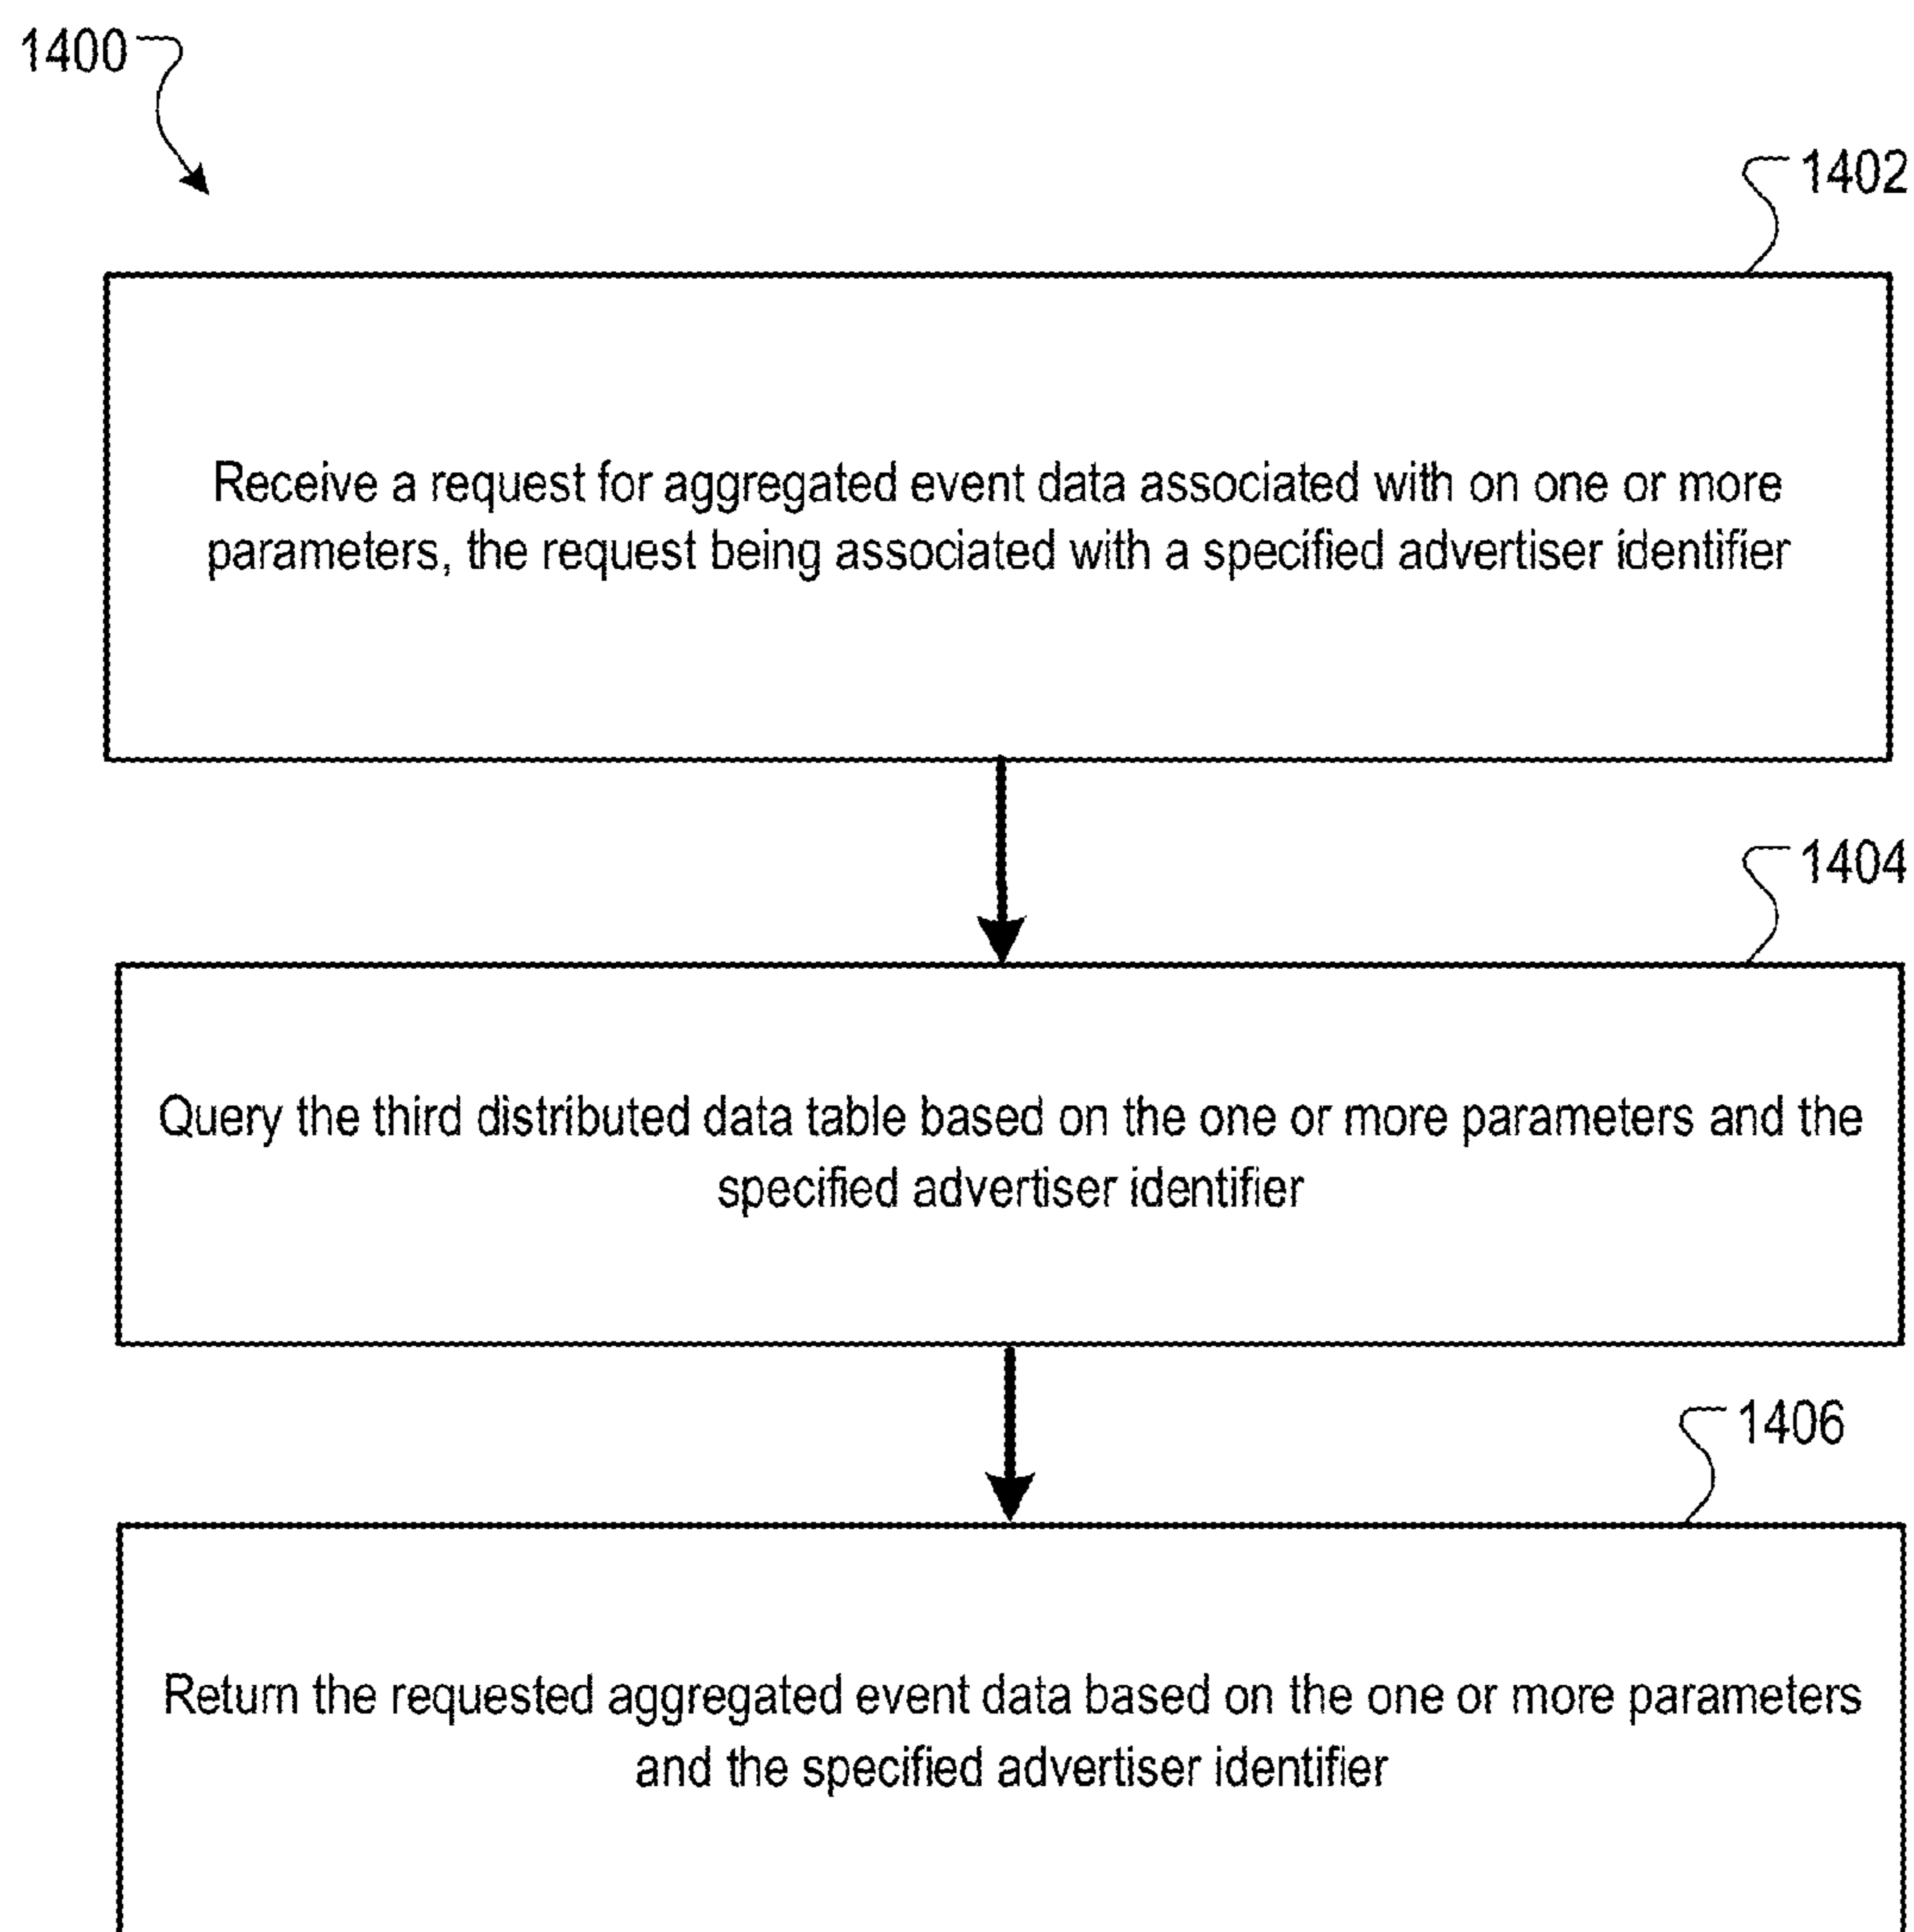 1400
1402
Receive a request for aggregated event data associated with on one or more
parameters, the request being associated with a specified advertiser identifier
1404
Query the third distributed data table based on the one or more parameters and the
specified advertiser identifier
1406
Return the requested aggregated event data based on the one or more parameters
and the specified advertiser identifier